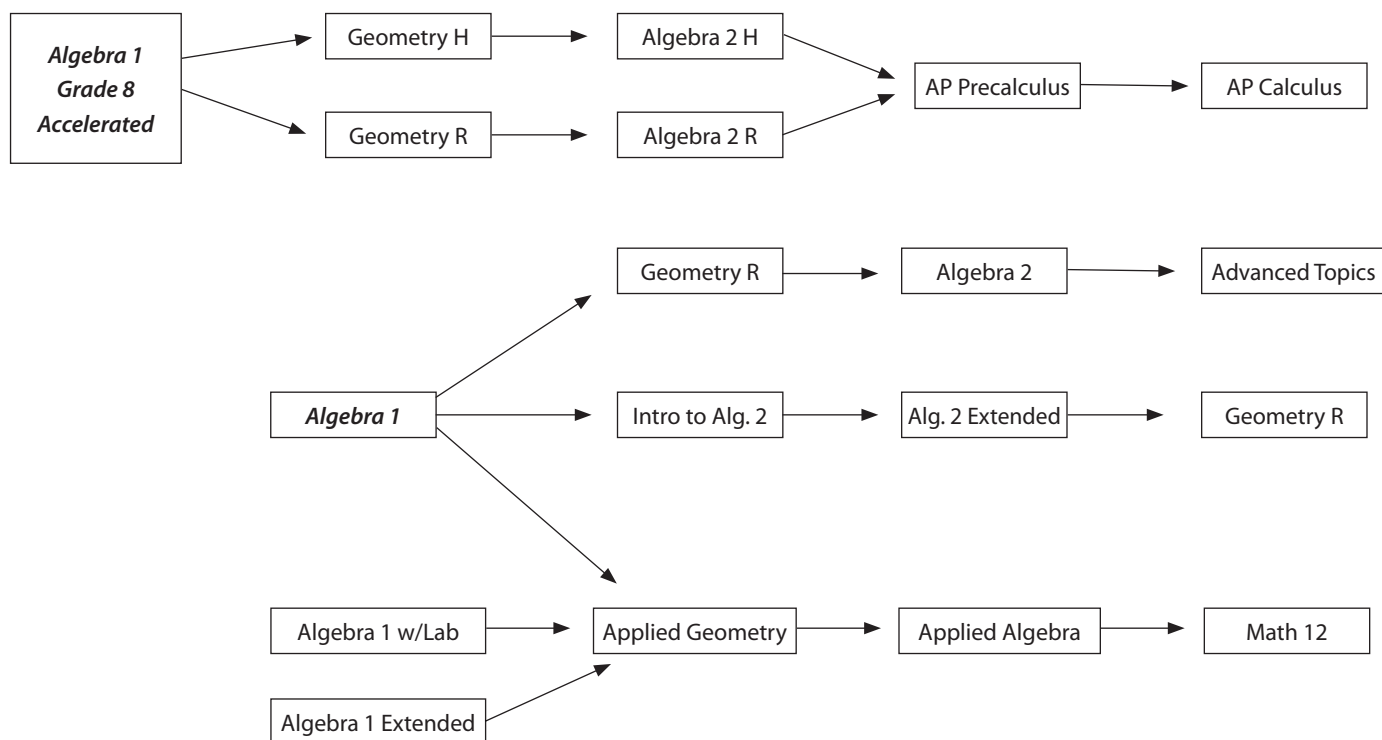 Algebra 1
Grade 8
Accelerated
Geometry H
Algebra 2 H
Geometry R
Algebra 2 R
AP Precalculus
AP Calculus
Geometry R
Algebra 2
Advanced Topics
Algebra 1
Intro to Alg. 2
Alg. 2 Extended
Geometry R
Algebra 1 w/Lab
Applied Geometry
Applied Algebra
Math 12
Algebra 1 Extended